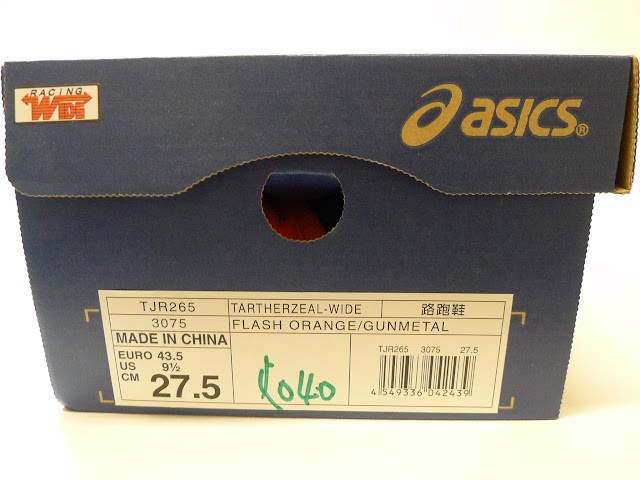 RACING
WIDE
asics®
TJR265 TARTHERZEAL-WIDE 路跑鞋
3075 FLASH ORANGE/GUNMETAL
MADE IN CHINA
EURO 43.5
US 9½
CM 27.5
TJR265 3075 27.5
4 549336 042439